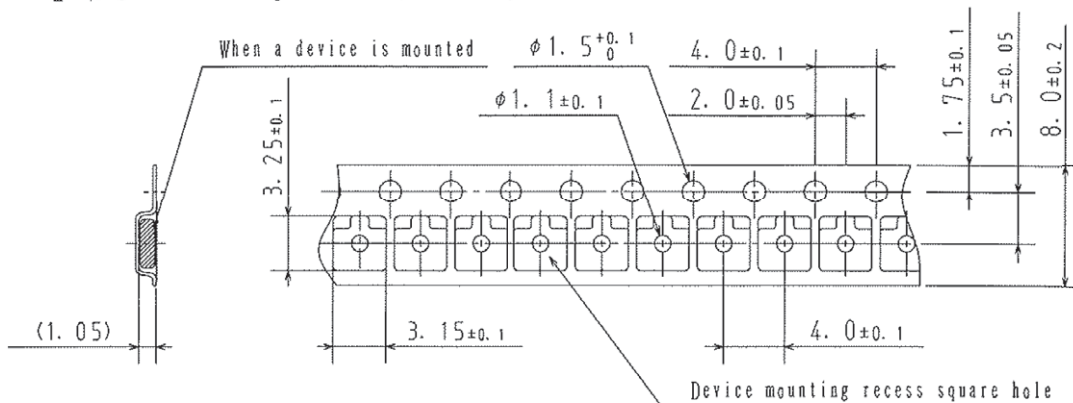 When a device is mounted
φ1.5+0.1 0
4.0±0.1
φ1.1±0.1
2.0±0.05
1.75±0.1
3.5±0.05
8.0±0.2
3.25±0.1
(1.05)
3.15±0.1
4.0±0.1
Device mounting recess square hole